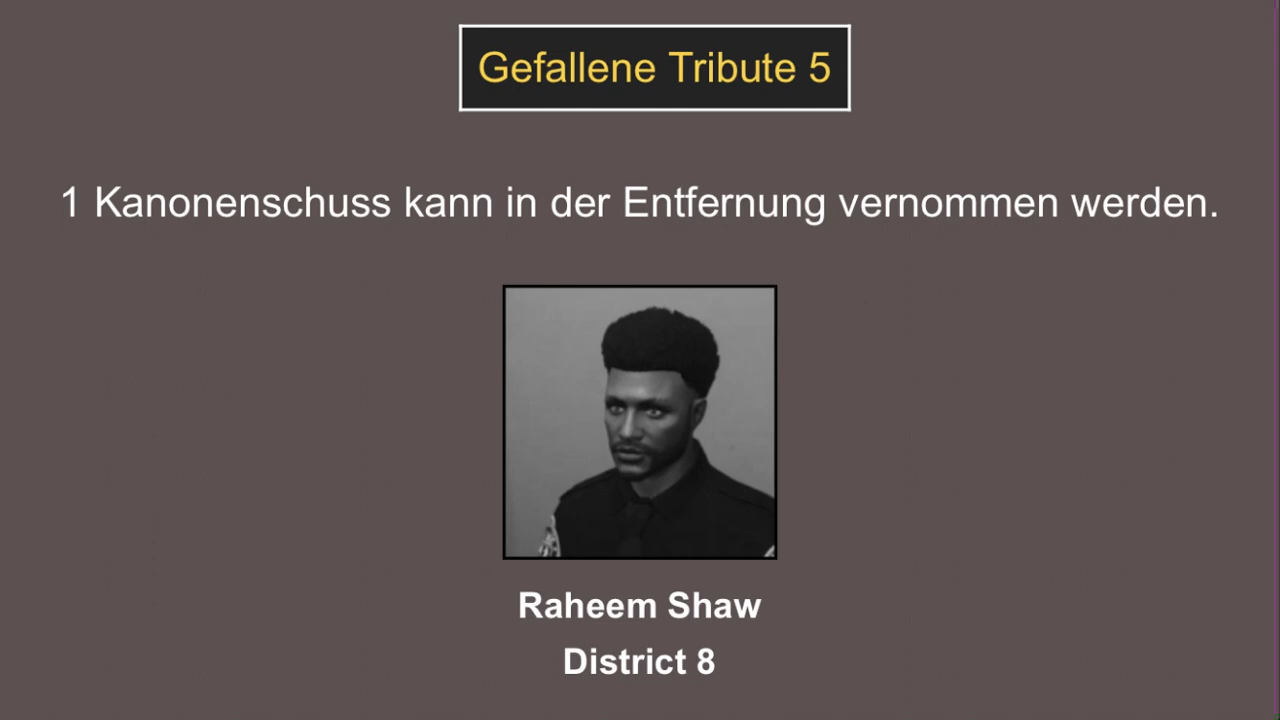 Gefallene Tribute 5
1 Kanonenschuss kann in der Entfernung vernommen werden.
Raheem Shaw
District 8